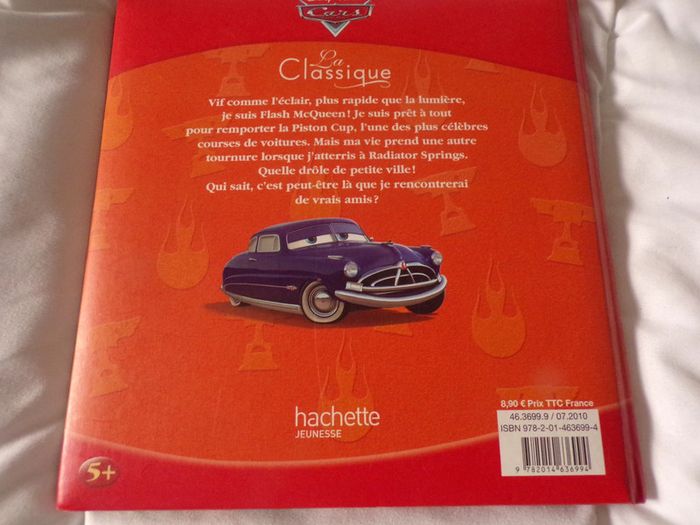 Cars
La
Classique
Vif comme l'éclair, plus rapide que la lumière,
je suis Flash McQueen ! Je suis prêt à tout
pour remporter la Piston Cup, l'une des plus célèbres
courses de voitures. Mais ma vie prend une autre
tournure lorsque j'atterris à Radiator Springs.
Quelle drôle de petite ville !
Qui sait, c'est peut-être là que je rencontrerai
de vrais amis ?
hachette
JEUNESSE
5+
8,90 € Prix TTC France
46.3699.9 / 07.2010
ISBN 978-2-01-463699-4
9 782014 636994